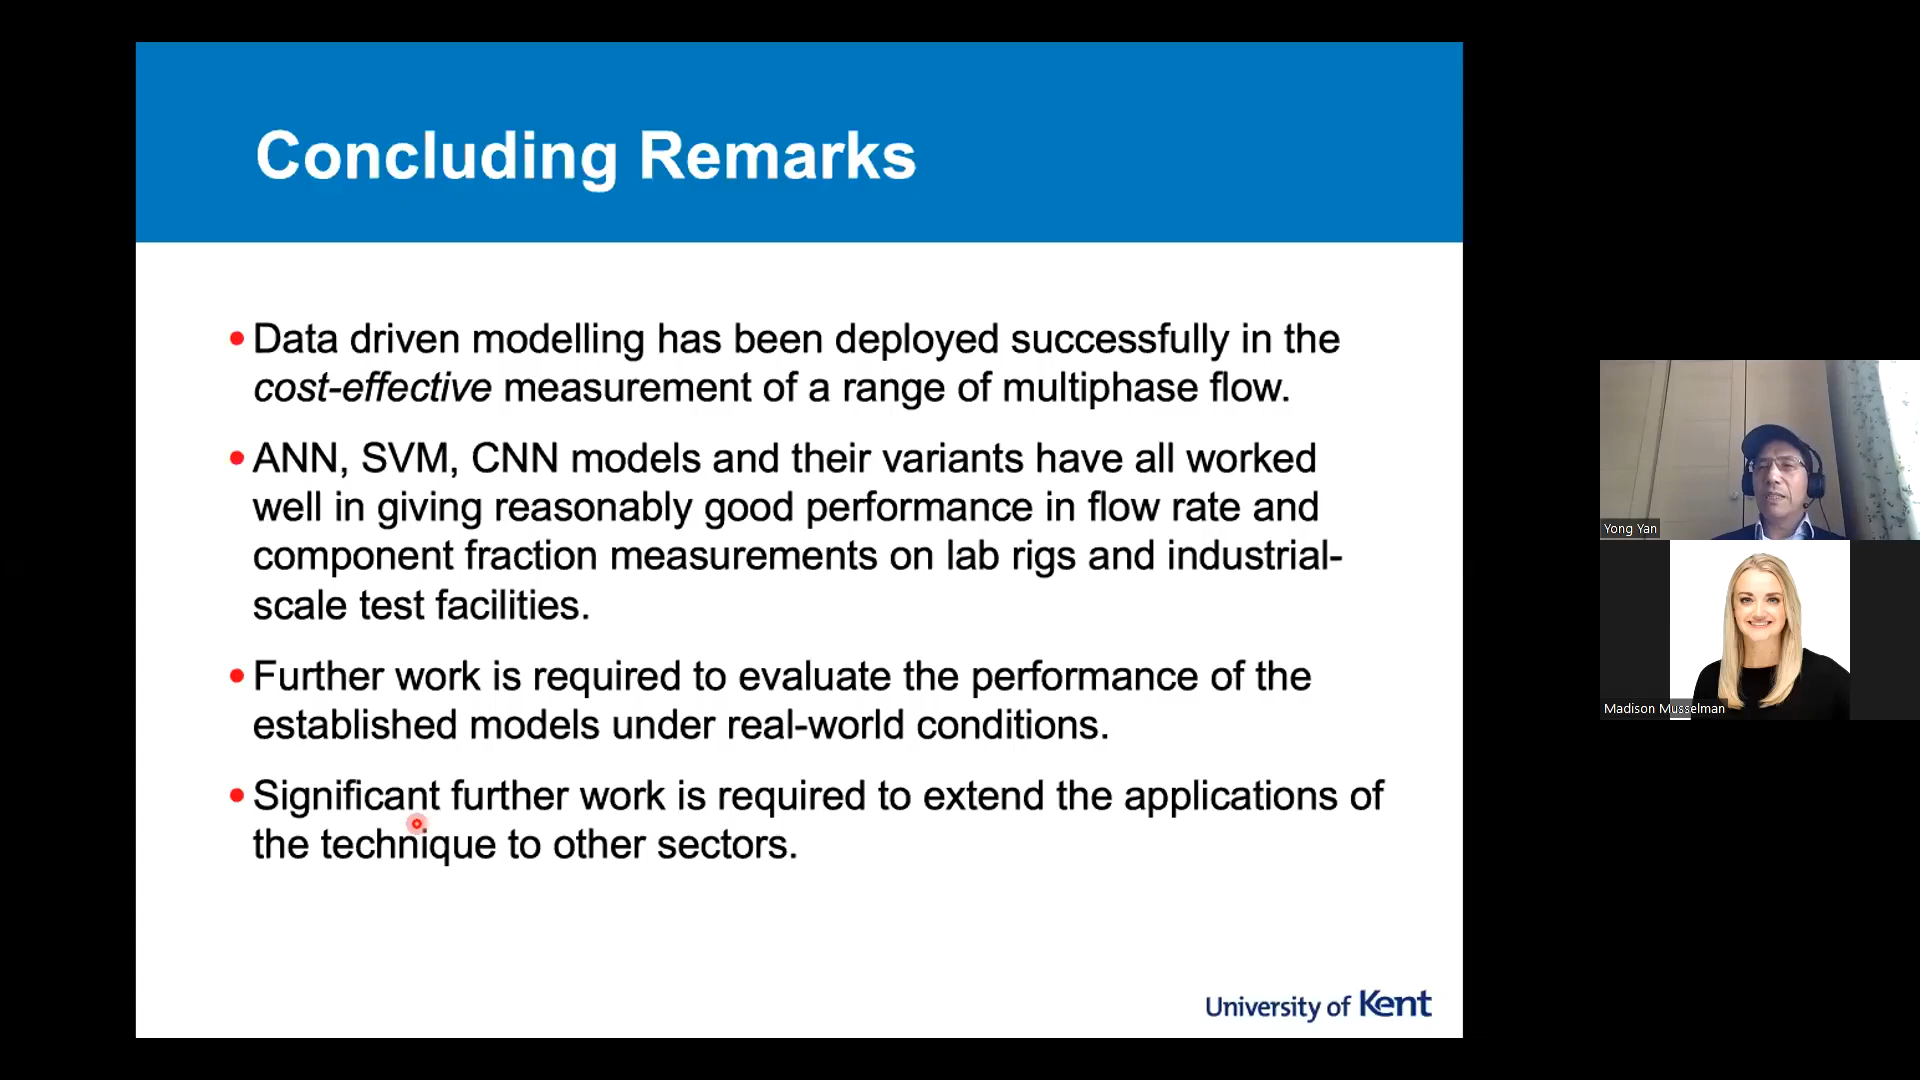 Concluding Remarks
• Data driven modelling has been deployed successfully in the
cost-effective measurement of a range of multiphase flow.
• ANN, SVM, CNN models and their variants have all worked
well in giving reasonably good performance in flow rate and
component fraction measurements on lab rigs and industrial-
scale test facilities.
• Further work is required to evaluate the performance of the
established models under real-world conditions.
• Significant further work is required to extend the applications of
the technique to other sectors.
University of Kent
Yong Yan
Madison Musselman